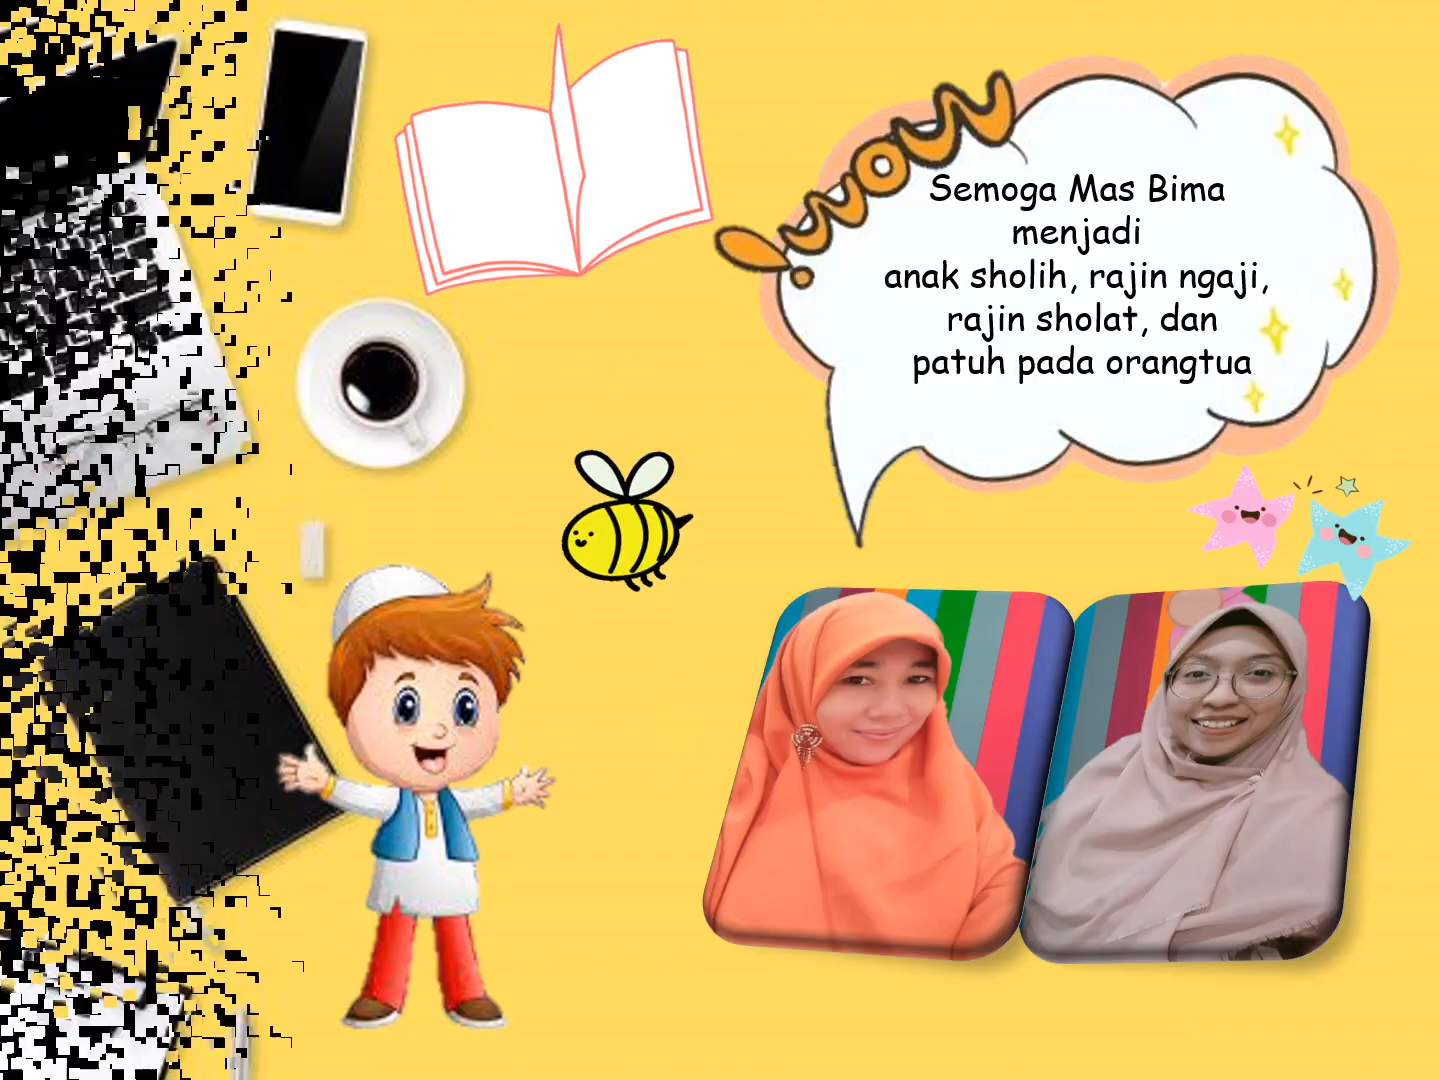 WOW!
Semoga Mas Bima
menjadi
anak sholih, rajin ngaji,
rajin sholat, dan
patuh pada orangtua